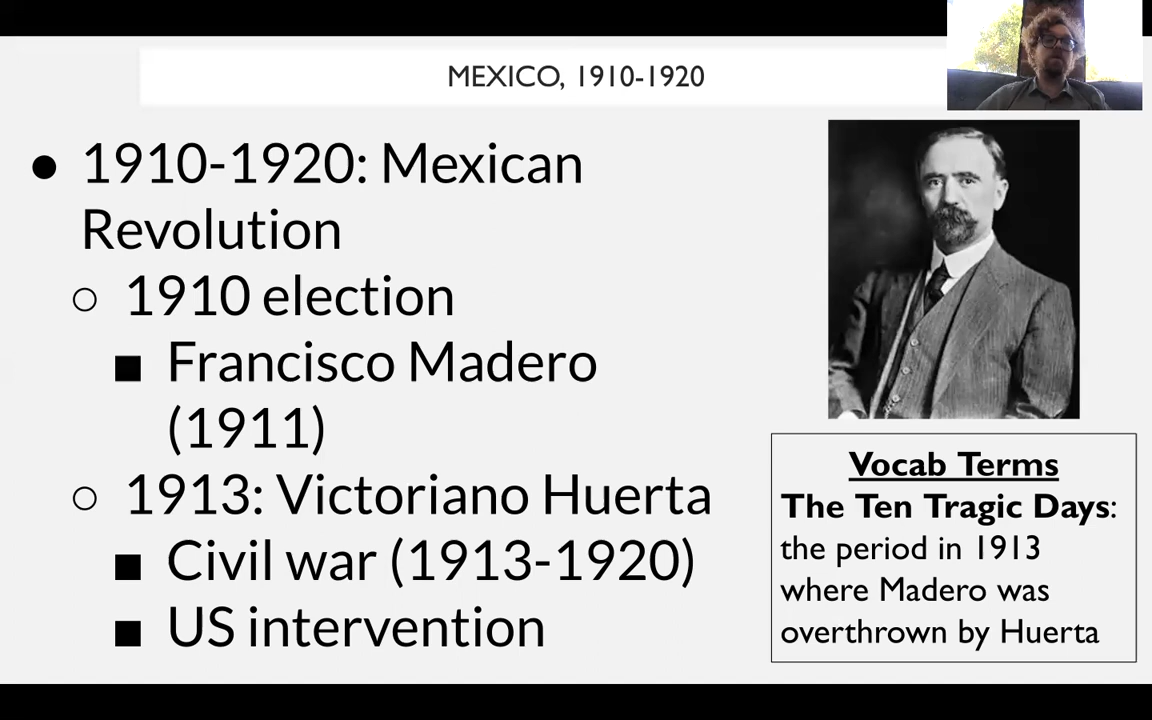 MEXICO, 1910-1920
● 1910-1920: Mexican
Revolution
○ 1910 election
■ Francisco Madero
(1911)
○ 1913: Victoriano Huerta
■ Civil war (1913-1920)
■ US intervention
Vocab Terms
The Ten Tragic Days:
the period in 1913
where Madero was
overthrown by Huerta